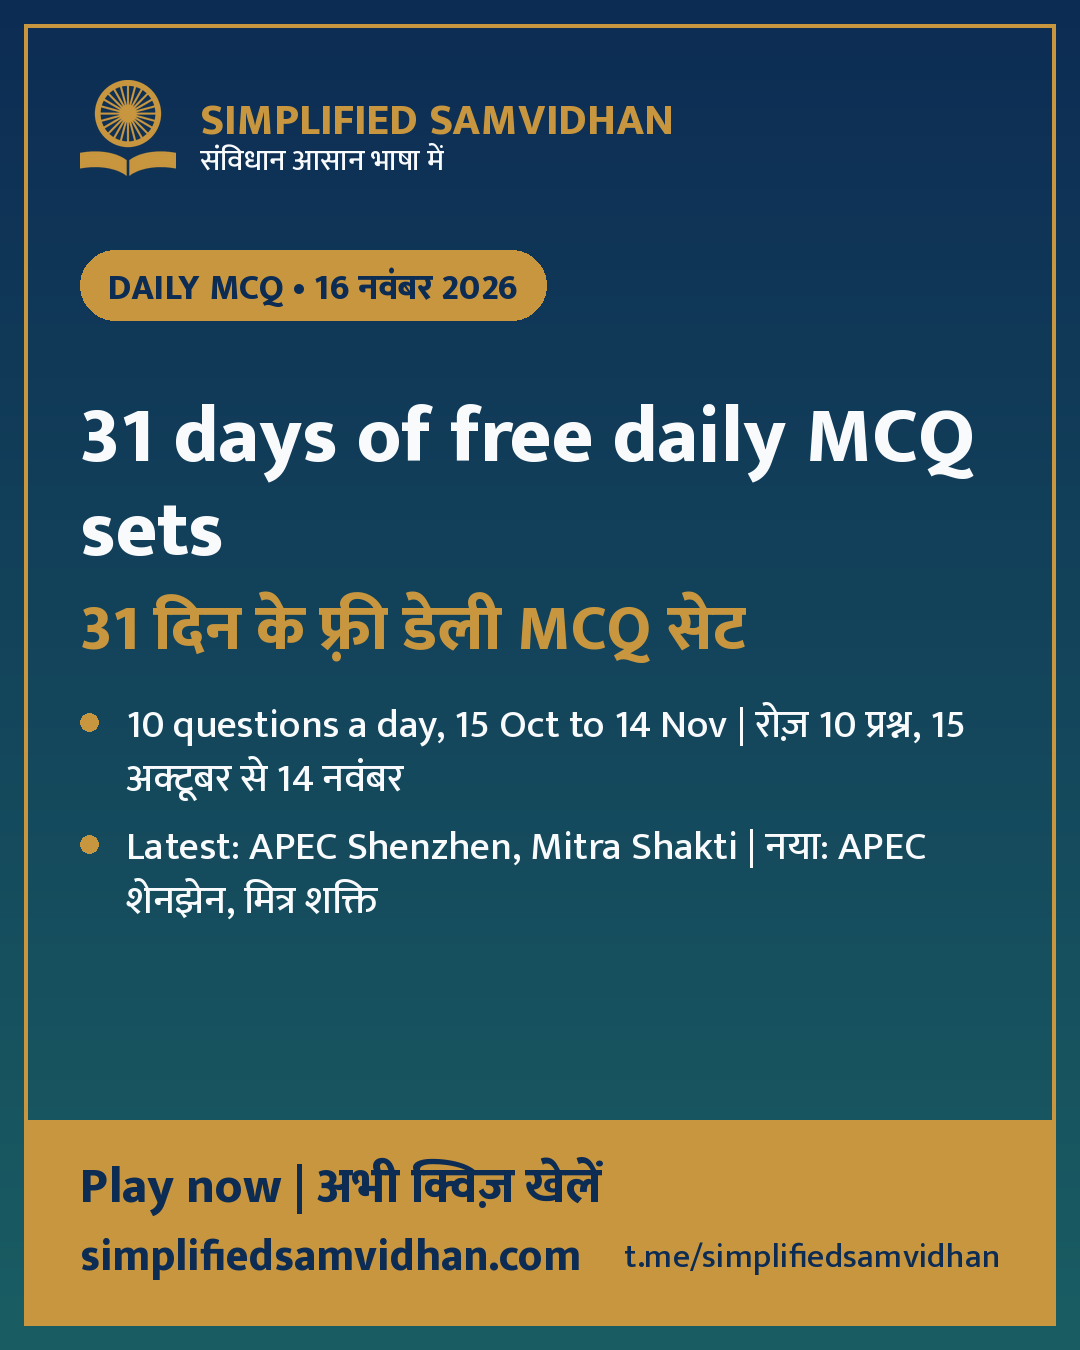 SIMPLIFIED SAMVIDHAN
संविधान आसान भाषा में
DAILY MCQ • 16 नवंबर 2026
31 days of free daily MCQ
sets
31 दिन के फ़्री डेली MCQ सेट
10 questions a day, 15 Oct to 14 Nov | रोज़ 10 प्रश्न, 15
अक्टूबर से 14 नवंबर
Latest: APEC Shenzhen, Mitra Shakti | नया: APEC
शेनझेन, मित्र शक्ति
Play now | अभी क्विज़ खेलें
simplifiedsamvidhan.com t.me/simplifiedsamvidhan